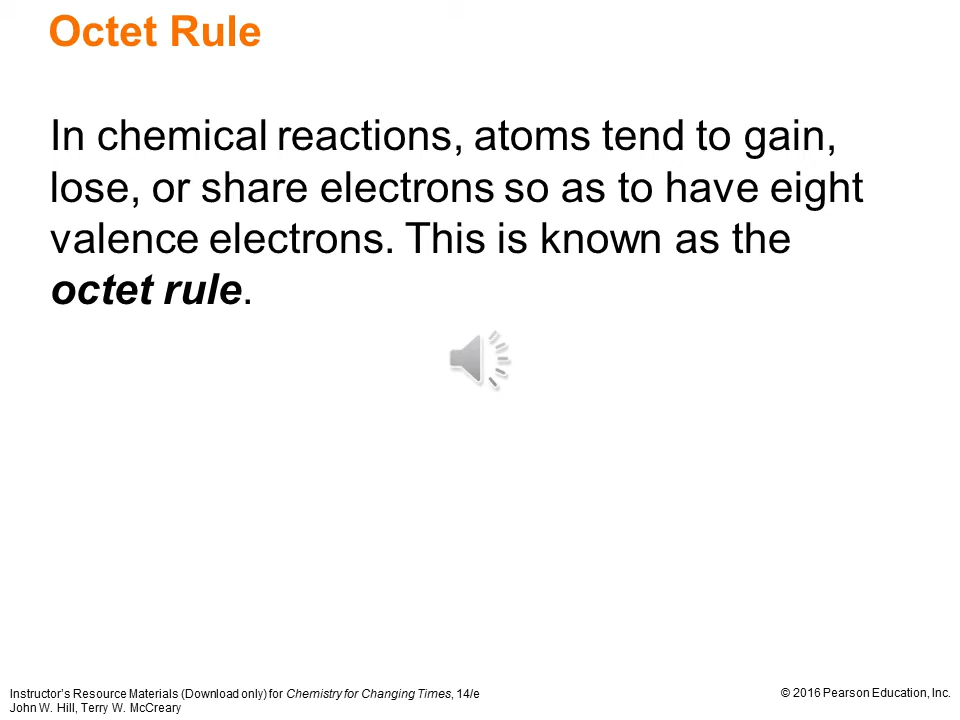 Octet Rule
In chemical reactions, atoms tend to gain,
lose, or share electrons so as to have eight
valence electrons. This is known as the
octet rule.
Instructor's Resource Materials (Download only) for Chemistry for Changing Times, 14/e
John W. Hill, Terry W. McCreary
© 2016 Pearson Education, Inc.